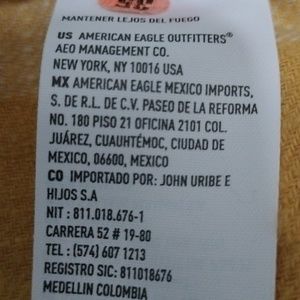 MANTENER LEJOS DEL FUEGO
US AMERICAN EAGLE OUTFITTERS®
AEO MANAGEMENT CO.
NEW YORK, NY 10016 USA
MX AMERICAN EAGLE MEXICO IMPORTS,
S. DE R.L. DE C.V. PASEO DE LA REFORMA
NO. 180 PISO 21 OFICINA 2101 COL.
JUÁREZ, CUAUHTÉMOC, CIUDAD DE
MEXICO, 06600, MEXICO
CO IMPORTADO POR: JOHN URIBE E
HIJOS S.A
NIT : 811.018.676-1
CARRERA 52 # 19-80
TEL : (574) 607 1213
REGISTRO SIC: 811018676
MEDELLIN COLOMBIA